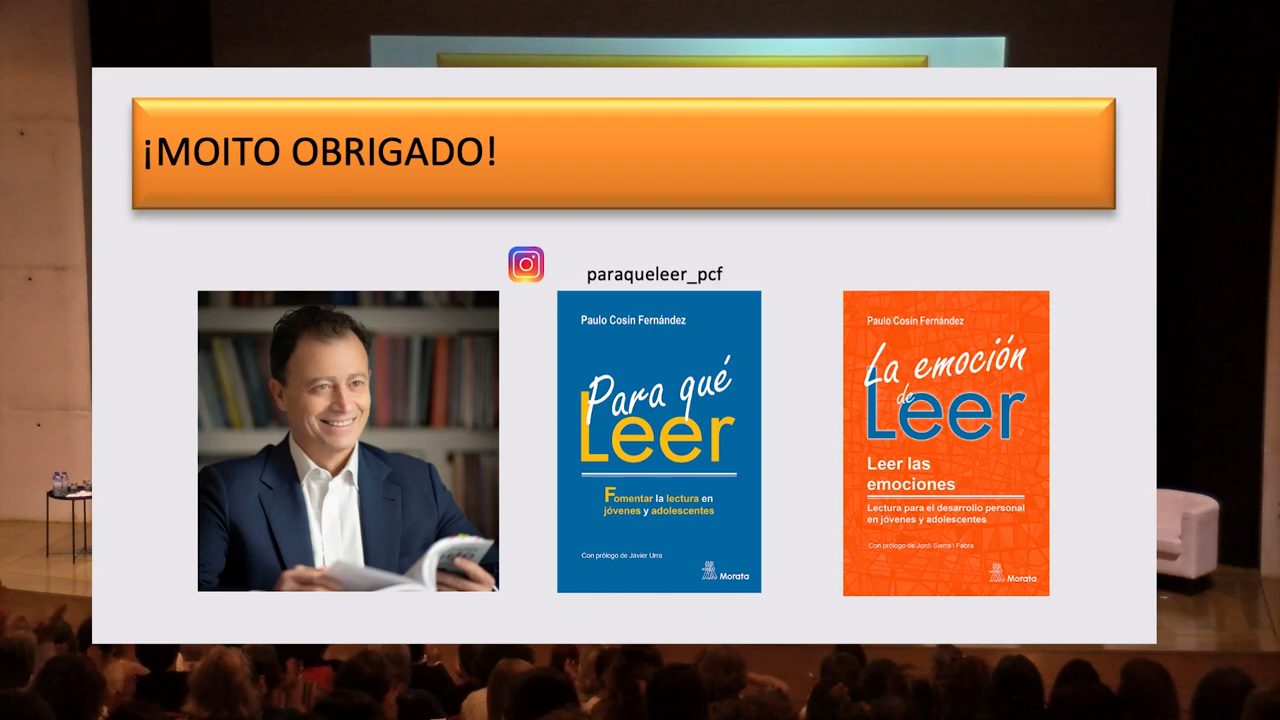 ¡MOITO OBRIGADO!
paraqueleer_pcf
Paulo Cosín Fernández
Para qué
Leer
Fomentar la lectura en
jóvenes y adolescentes
Con prólogo de Javier Urra
Morata
Paulo Cosín Fernández
La emoción
de
Leer
Leer las
emociones
Lectura para el desarrollo personal
en jóvenes y adolescentes
Con prólogo de Jordi Sierra i Fabra
Morata